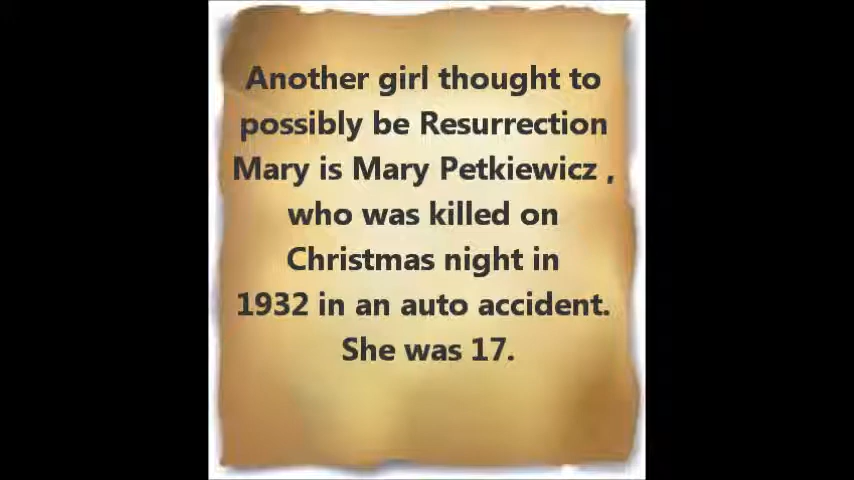 Another girl thought to
possibly be Resurrection
Mary is Mary Petkiewicz ,
who was killed on
Christmas night in
1932 in an auto accident.
She was 17.